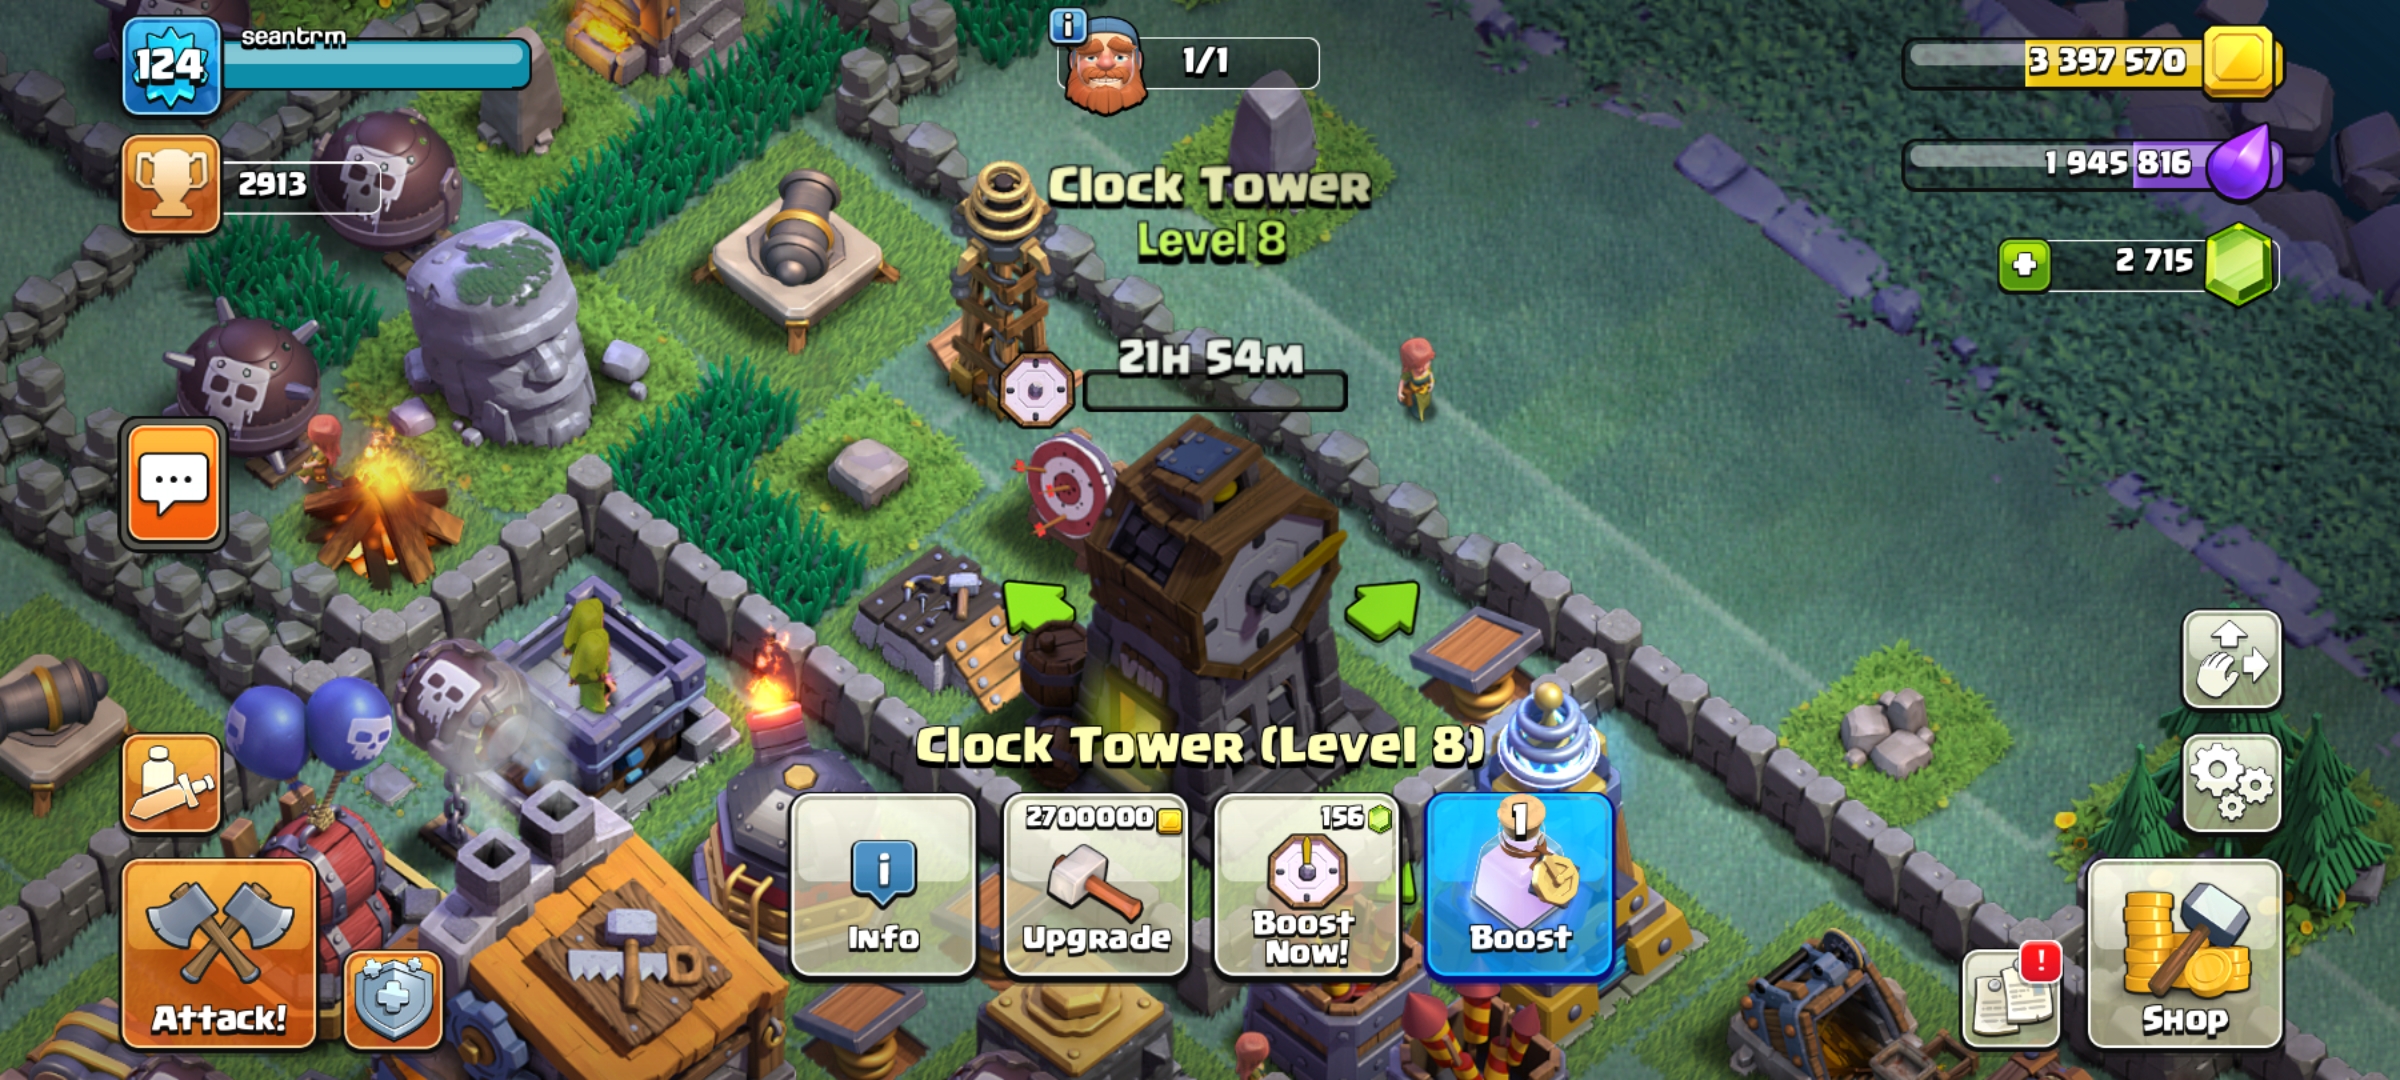 124
seantrm
1/1
3 397 570
2913
1 945 816
2 715
Clock Tower
Level 8
21H 54M
VIII
Clock Tower (Level 8)
Info
2700000
Upgrade
156
Boost
Now!
1
Boost
Attack!
!
Shop